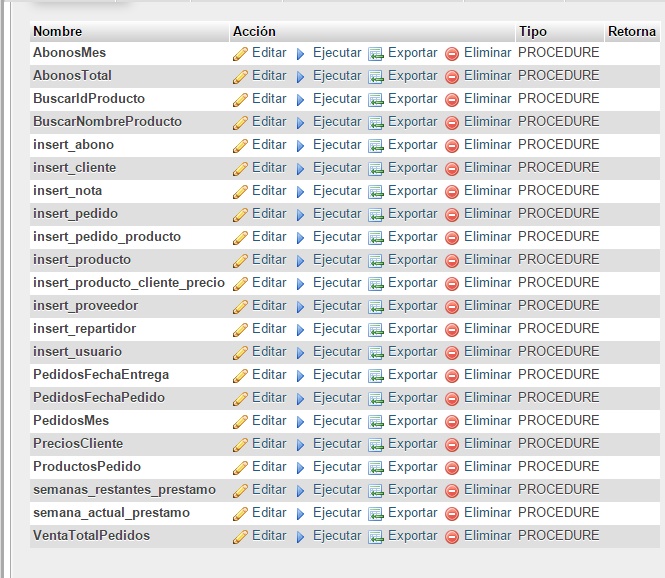 Nombre Acción Tipo Retorna
AbonosMes Editar Ejecutar Exportar Eliminar PROCEDURE
AbonosTotal Editar Ejecutar Exportar Eliminar PROCEDURE
BuscarIdProducto Editar Ejecutar Exportar Eliminar PROCEDURE
BuscarNombreProducto Editar Ejecutar Exportar Eliminar PROCEDURE
insert_abono Editar Ejecutar Exportar Eliminar PROCEDURE
insert_cliente Editar Ejecutar Exportar Eliminar PROCEDURE
insert_nota Editar Ejecutar Exportar Eliminar PROCEDURE
insert_pedido Editar Ejecutar Exportar Eliminar PROCEDURE
insert_pedido_producto Editar Ejecutar Exportar Eliminar PROCEDURE
insert_producto Editar Ejecutar Exportar Eliminar PROCEDURE
insert_producto_cliente_precio Editar Ejecutar Exportar Eliminar PROCEDURE
insert_proveedor Editar Ejecutar Exportar Eliminar PROCEDURE
insert_repartidor Editar Ejecutar Exportar Eliminar PROCEDURE
insert_usuario Editar Ejecutar Exportar Eliminar PROCEDURE
PedidosFechaEntrega Editar Ejecutar Exportar Eliminar PROCEDURE
PedidosFechaPedido Editar Ejecutar Exportar Eliminar PROCEDURE
PedidosMes Editar Ejecutar Exportar Eliminar PROCEDURE
PreciosCliente Editar Ejecutar Exportar Eliminar PROCEDURE
ProductosPedido Editar Ejecutar Exportar Eliminar PROCEDURE
semanas_restantes_prestamo Editar Ejecutar Exportar Eliminar PROCEDURE
semana_actual_prestamo Editar Ejecutar Exportar Eliminar PROCEDURE
VentaTotalPedidos Editar Ejecutar Exportar Eliminar PROCEDURE